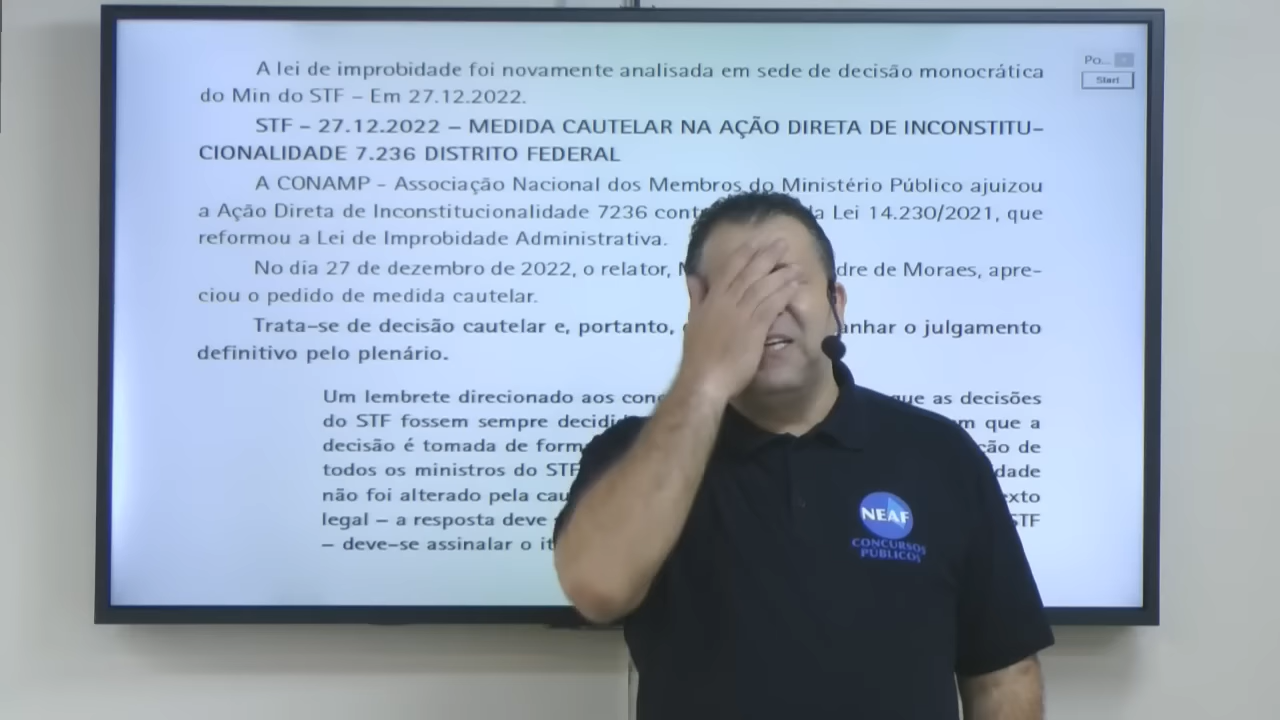 A lei de improbidade foi novamente analisada em sede de decisão monocrática
do Min do STF – Em 27.12.2022.
STF – 27.12.2022 – MEDIDA CAUTELAR NA AÇÃO DIRETA DE INCONSTITU-
CIONALIDADE 7.236 DISTRITO FEDERAL
A CONAMP - Associação Nacional dos Membros do Ministério Público ajuizou
a Ação Direta de Inconstitucionalidade 7236 Lei 14.230/2021, que
reformou a Lei de Improbidade Administrativa.
No dia 27 de dezembro de 2022, o relator, de Moraes, apre-
ciou o pedido de medida cautelar.
Trata-se de decisão cautelar e, portanto, o julgamento
definitivo pelo plenário.
Um lembrete direcionado aos que as decisões
do STF fossem sempre que a
decisão é tomada de de
todos os ministros do STF
não foi alterado pela
legal – a resposta deve STF
– deve-se assinalar o
Po...
Start
NEAF
CONCURSOS
PÚBLICOS